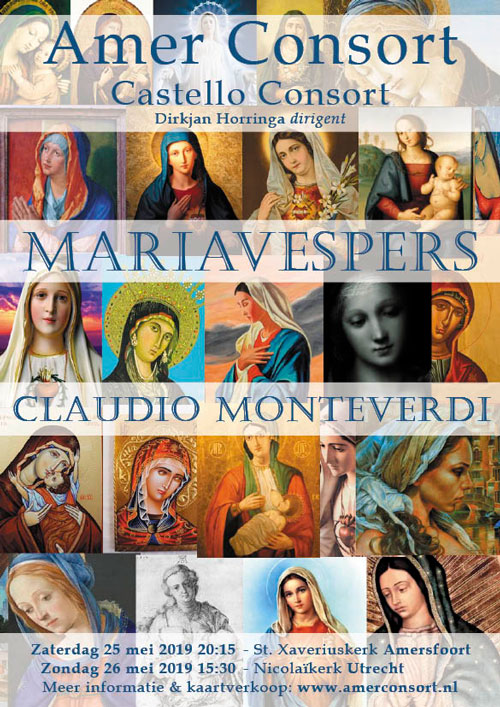 Amer Consort
Castello Consort
Dirkjan Horringa dirigent
MARIAVESPERS
CLAUDIO MONTEVERDI
Zaterdag 25 mei 2019 20:15 - St. Xaveriuskerk Amersfoort
Zondag 26 mei 2019 15:30 - Nicolaïkerk Utrecht
Meer informatie & kaartverkoop: www.amerconsort.nl